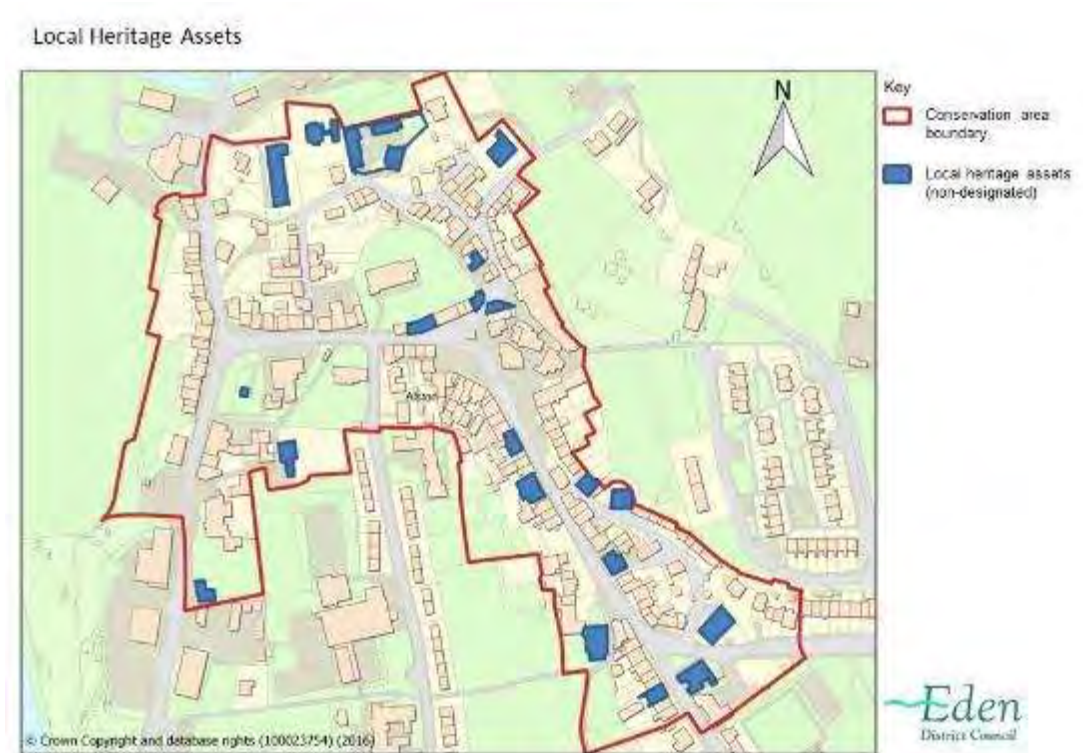 Local Heritage Assets
N
Key
Conservation area
boundary
Local heritage assets
(non-designated)
Alston
© Crown Copyright and database rights (100023754) (2016)
Eden
District Council